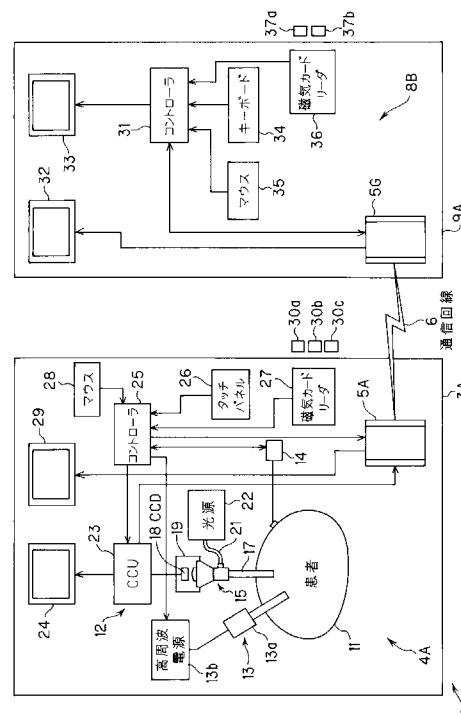 24
29
28
マウス
23
CCU
12
25
コントローラ
18 CCD
19
26
タッチ
パネル
27
磁気カード
リーダ
高周波
電源
13b
光源
22
21
15
17
14
5A
13
13a
患者
11
4A
30a
30b
30c
6
通信回線
32
33
31
コントローラ
37a
37b
マウス
35
キーボード
34
磁気カード
リーダ
36
8B
5G
9A